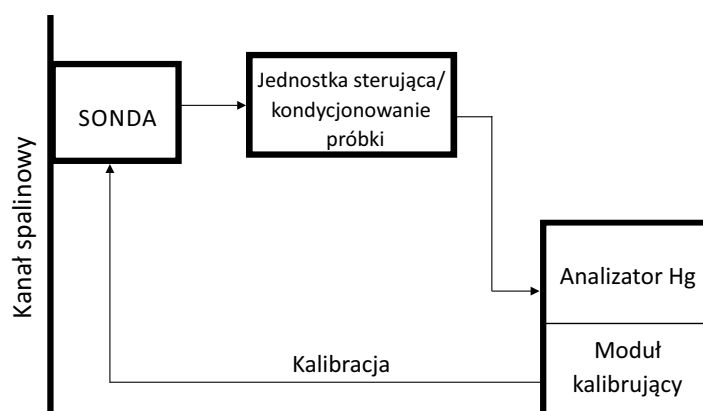 Kanał spalinowy
SONDA
Jednostka sterująca/
kondycjonowanie
próbki
Analizator Hg
Moduł
kalibrujący
Kalibracja